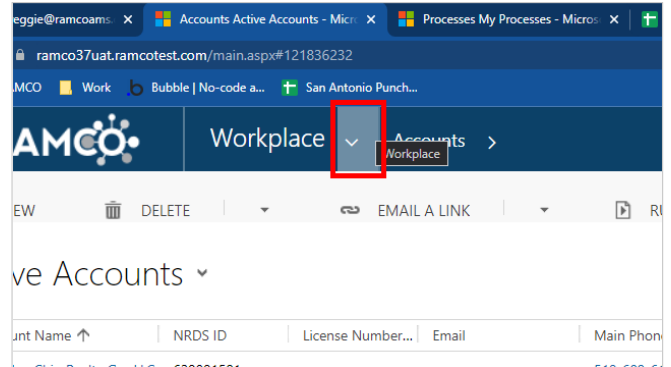 eggie@ramcoams. Accounts Active Accounts - Micro Processes My Processes - Micros
ramco37uat.ramcotest.com/main.aspx#121836232
MCO Work Bubble | No-code a... San Antonio Punch...
AMCO Workplace Accounts
Workplace
EW DELETE EMAIL A LINK RU
ve Accounts
unt Name NRDS ID License Number... Email Main Phon